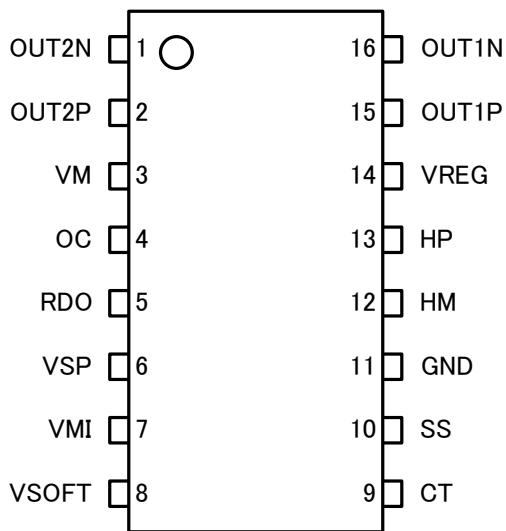 OUT2N 1 16 OUT1N
OUT2P 2 15 OUT1P
VM 3 14 VREG
OC 4 13 HP
RDO 5 12 HM
VSP 6 11 GND
VMI 7 10 SS
VSOFT 8 9 CT